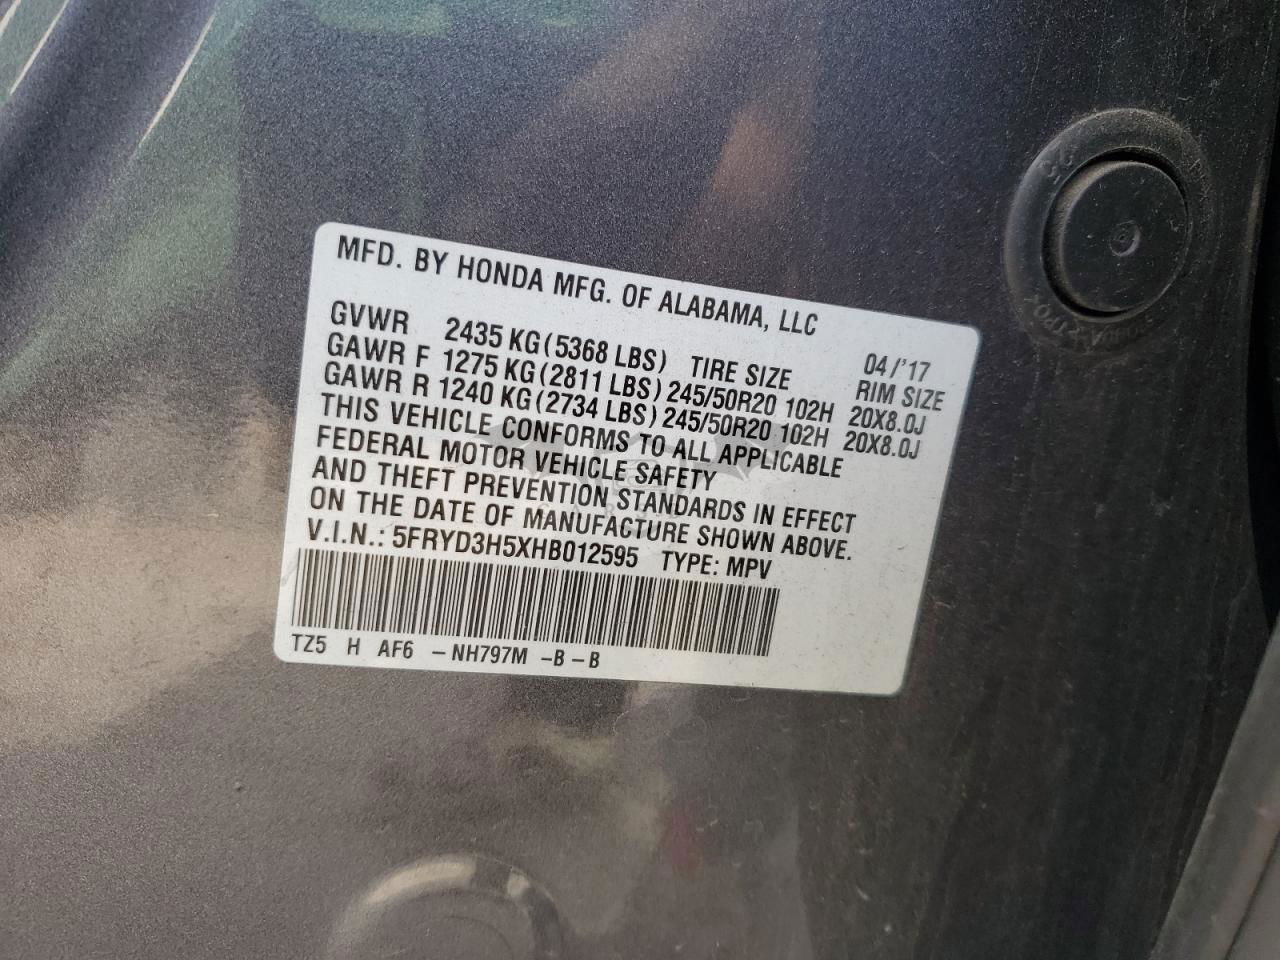 MFD. BY HONDA MFG. OF ALABAMA, LLC
04/'17
GVWR 2435 KG (5368 LBS) TIRE SIZE RIM SIZE
GAWR F 1275 KG (2811 LBS) 245/50R20 102H 20X8.0J
GAWR R 1240 KG (2734 LBS) 245/50R20 102H 20X8.0J
THIS VEHICLE CONFORMS TO ALL APPLICABLE
FEDERAL MOTOR VEHICLE SAFETY
AND THEFT PREVENTION STANDARDS IN EFFECT
ON THE DATE OF MANUFACTURE SHOWN ABOVE.
V.I.N.: 5FRYD3H5XHB012595 TYPE: MPV
TZ5 H AF6 - NH797M - B - B